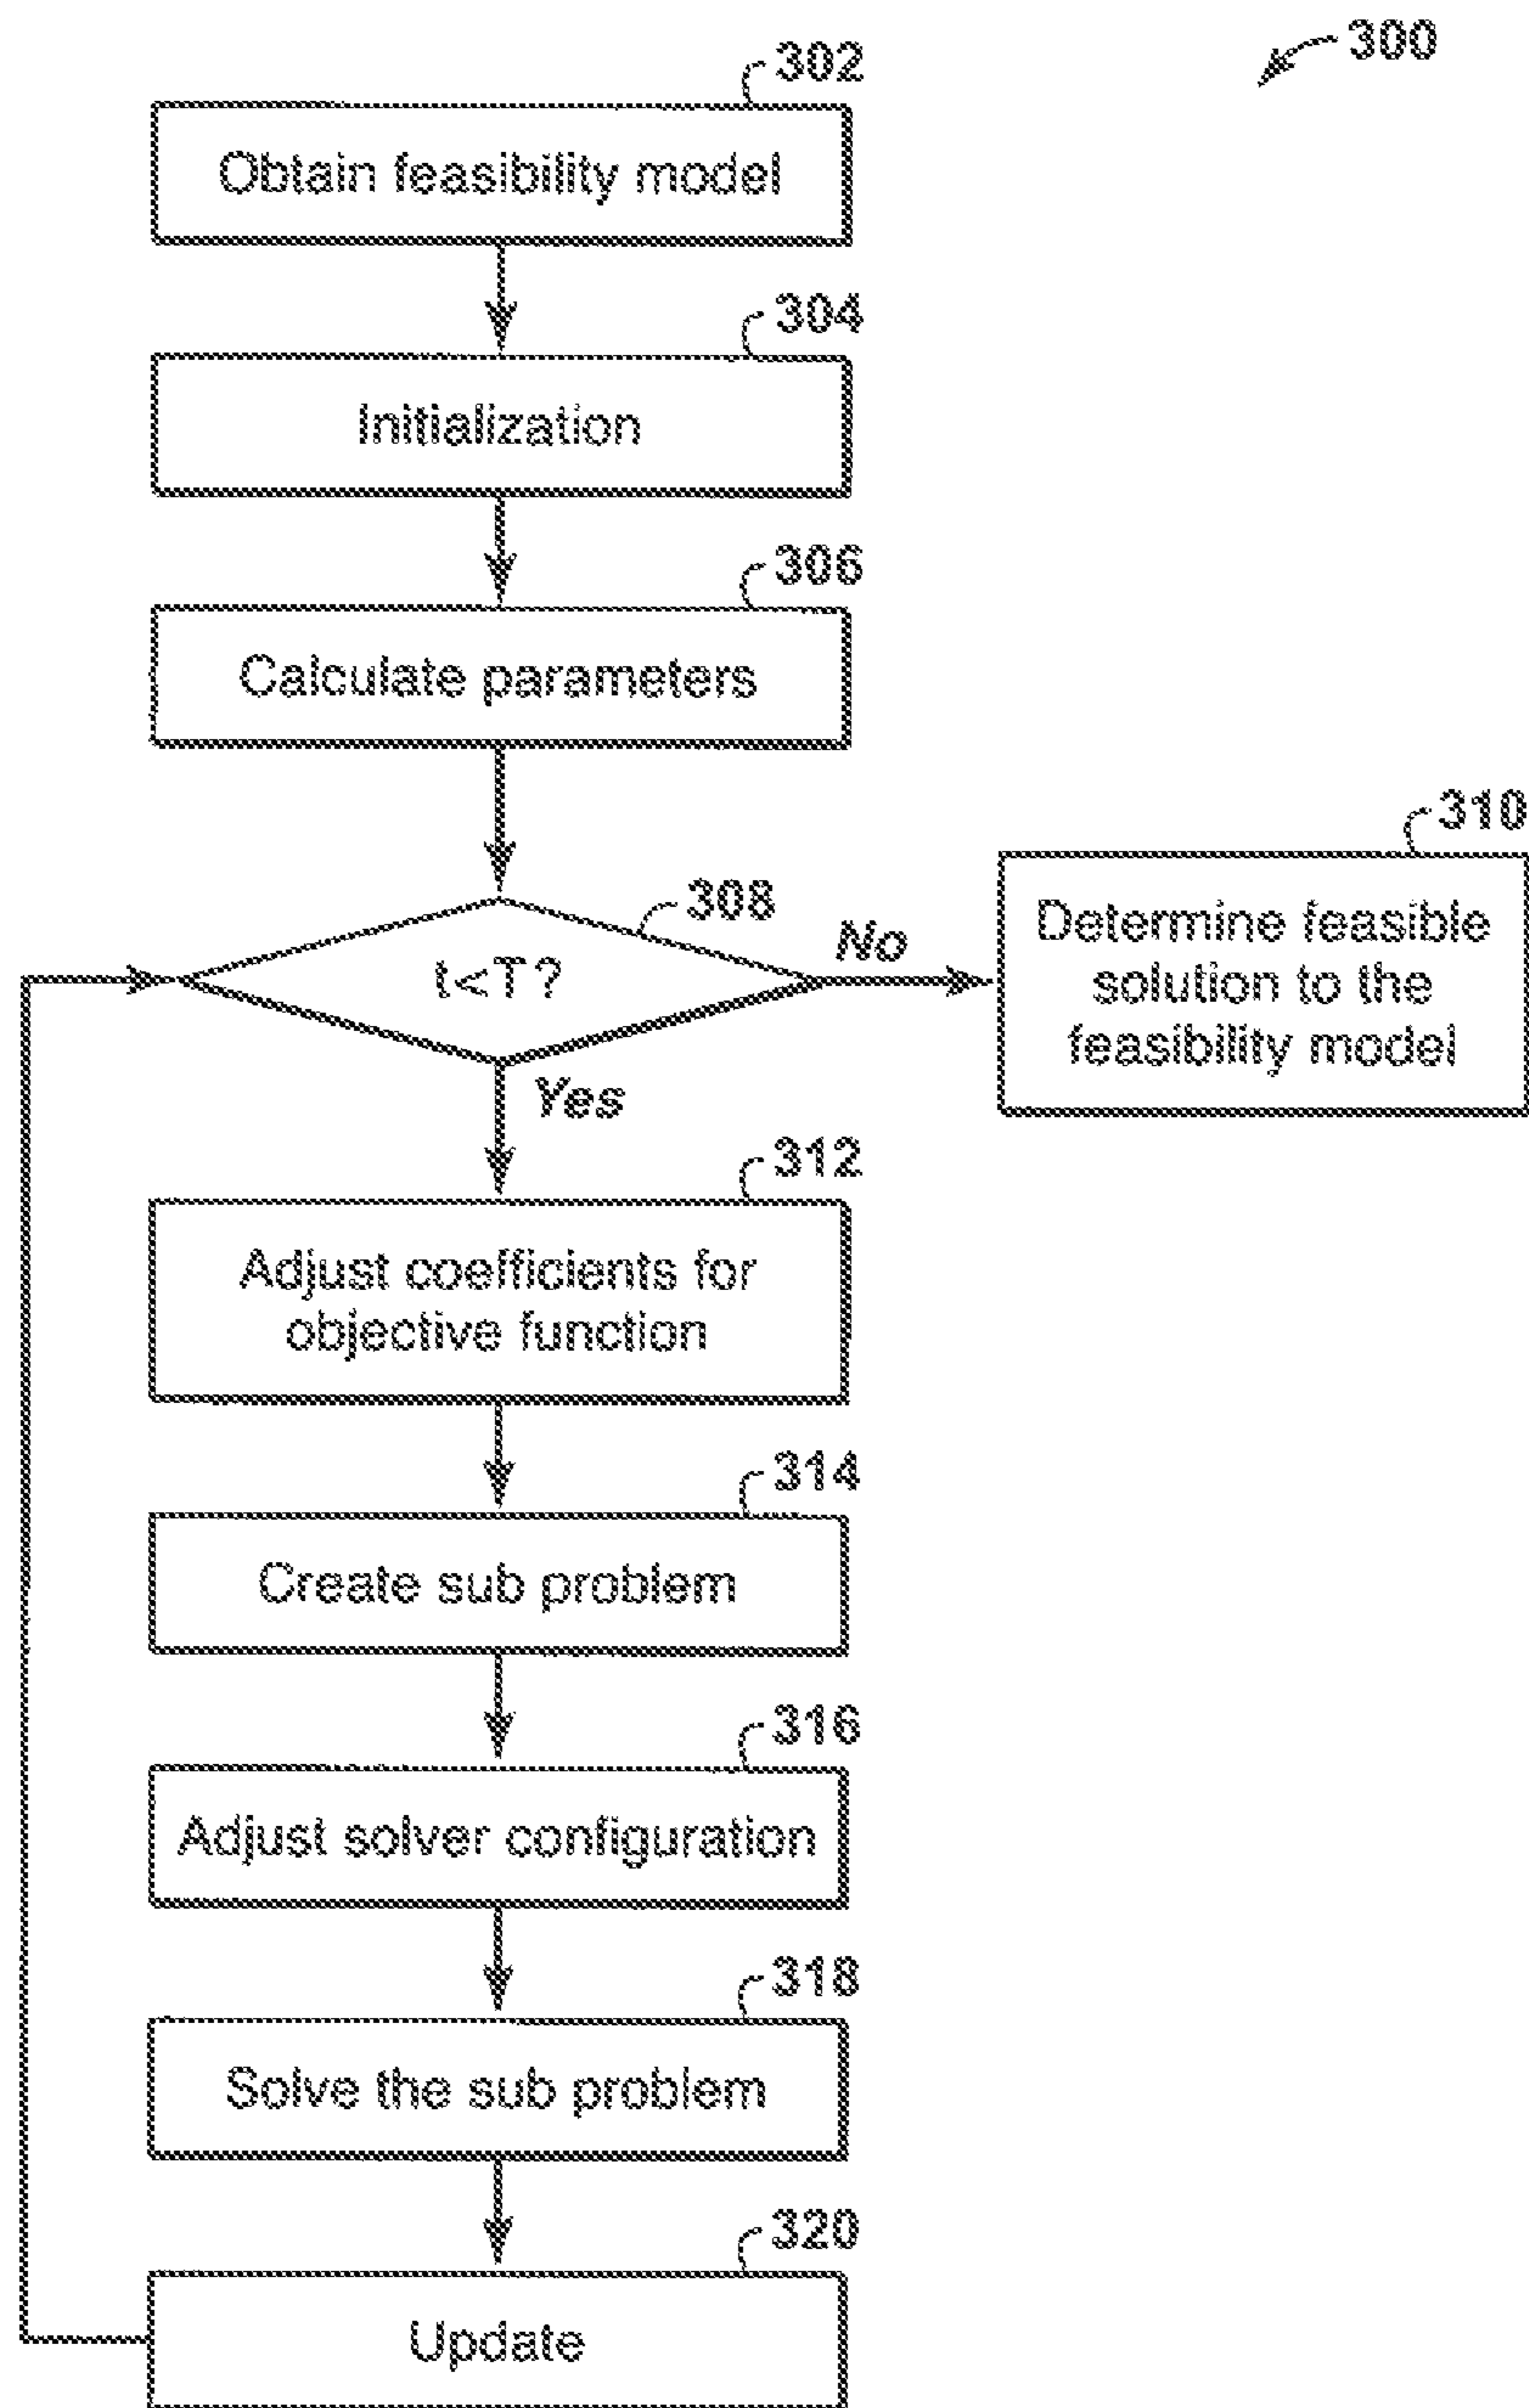 300
302
Obtain feasibility model
304
Initialization
306
Calculate parameters
308
t<T?
No
310
Determine feasible
solution to the
feasibility model
Yes
312
Adjust coefficients for
objective function
314
Create sub problem
316
Adjust solver configuration
318
Solve the sub problem
320
Update